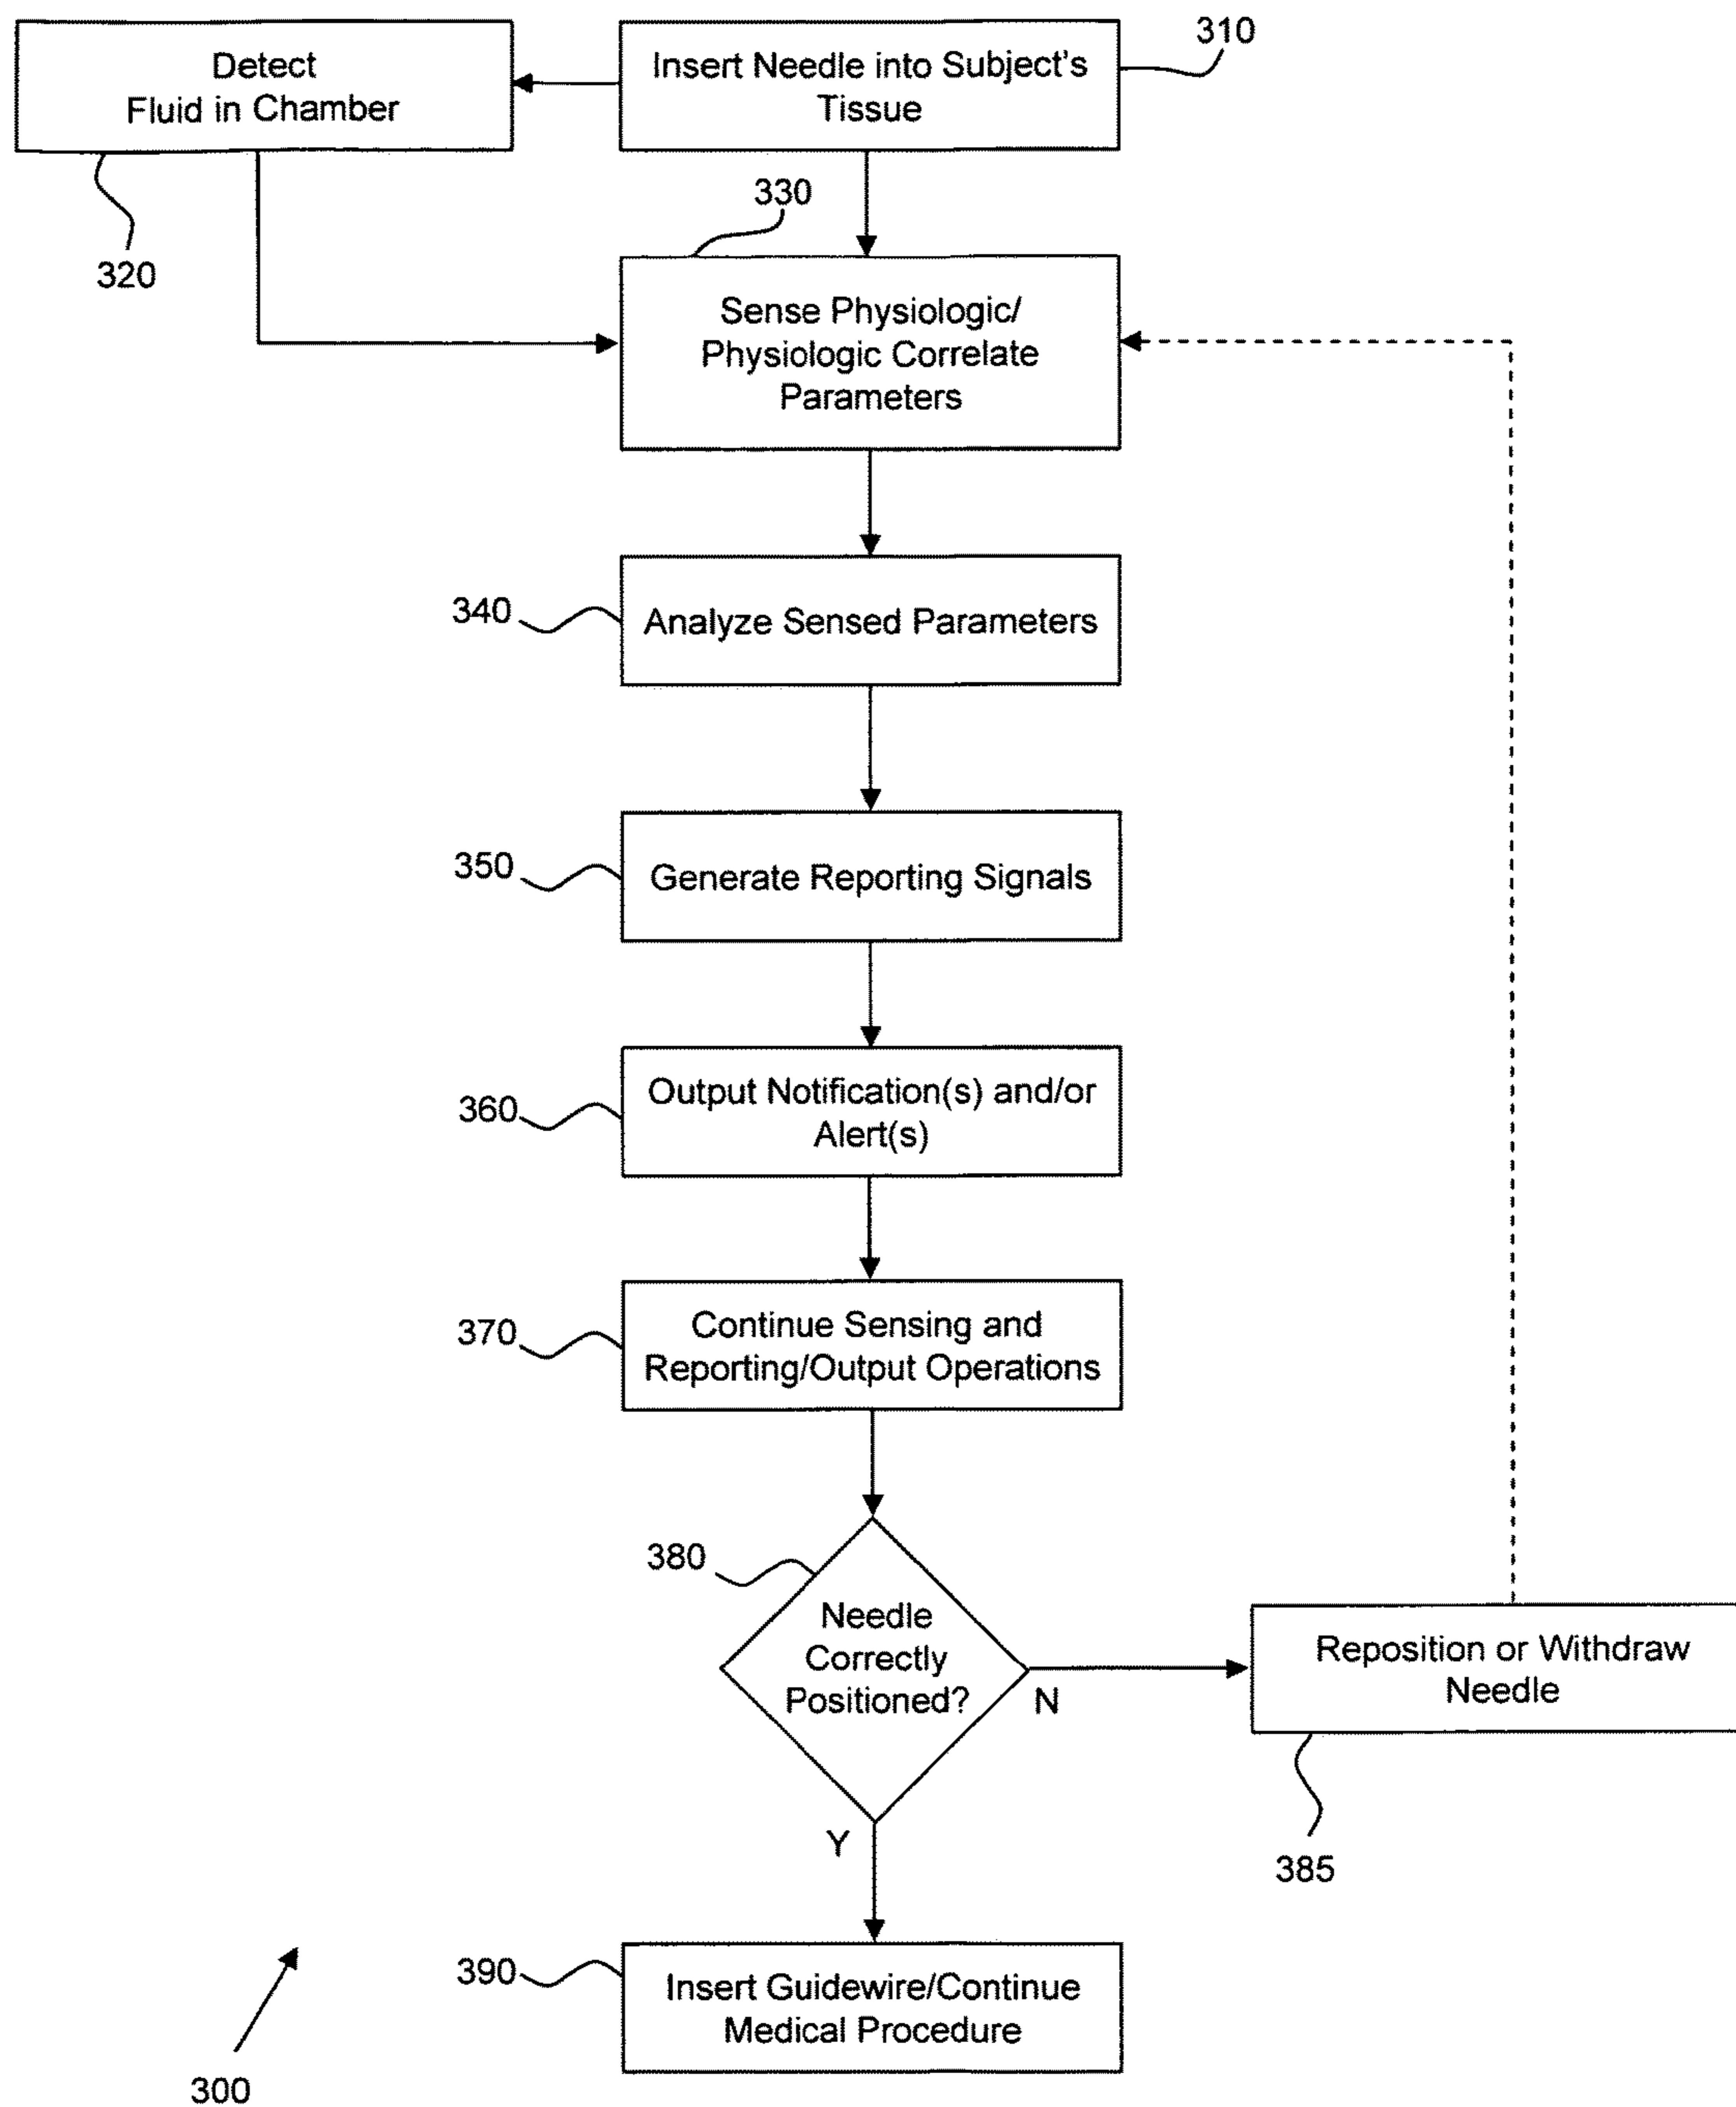 310
Detect
Fluid in Chamber
Insert Needle into Subject's
Tissue
320
330
Sense Physiologic/
Physiologic Correlate
Parameters
340
Analyze Sensed Parameters
350
Generate Reporting Signals
360
Output Notification(s) and/or
Alert(s)
370
Continue Sensing and
Reporting/Output Operations
380
Needle
Correctly
Positioned?
N
Reposition or Withdraw
Needle
385
Y
390
Insert Guidewire/Continue
Medical Procedure
300